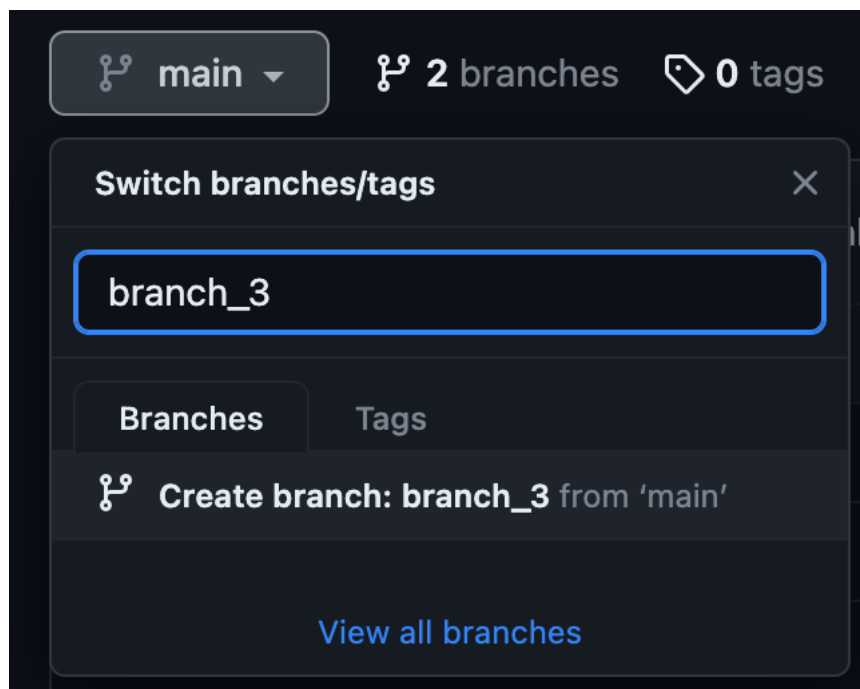 main 2 branches 0 tags
Switch branches/tags
branch_3
Branches Tags
Create branch: branch_3 from ‘main’
View all branches